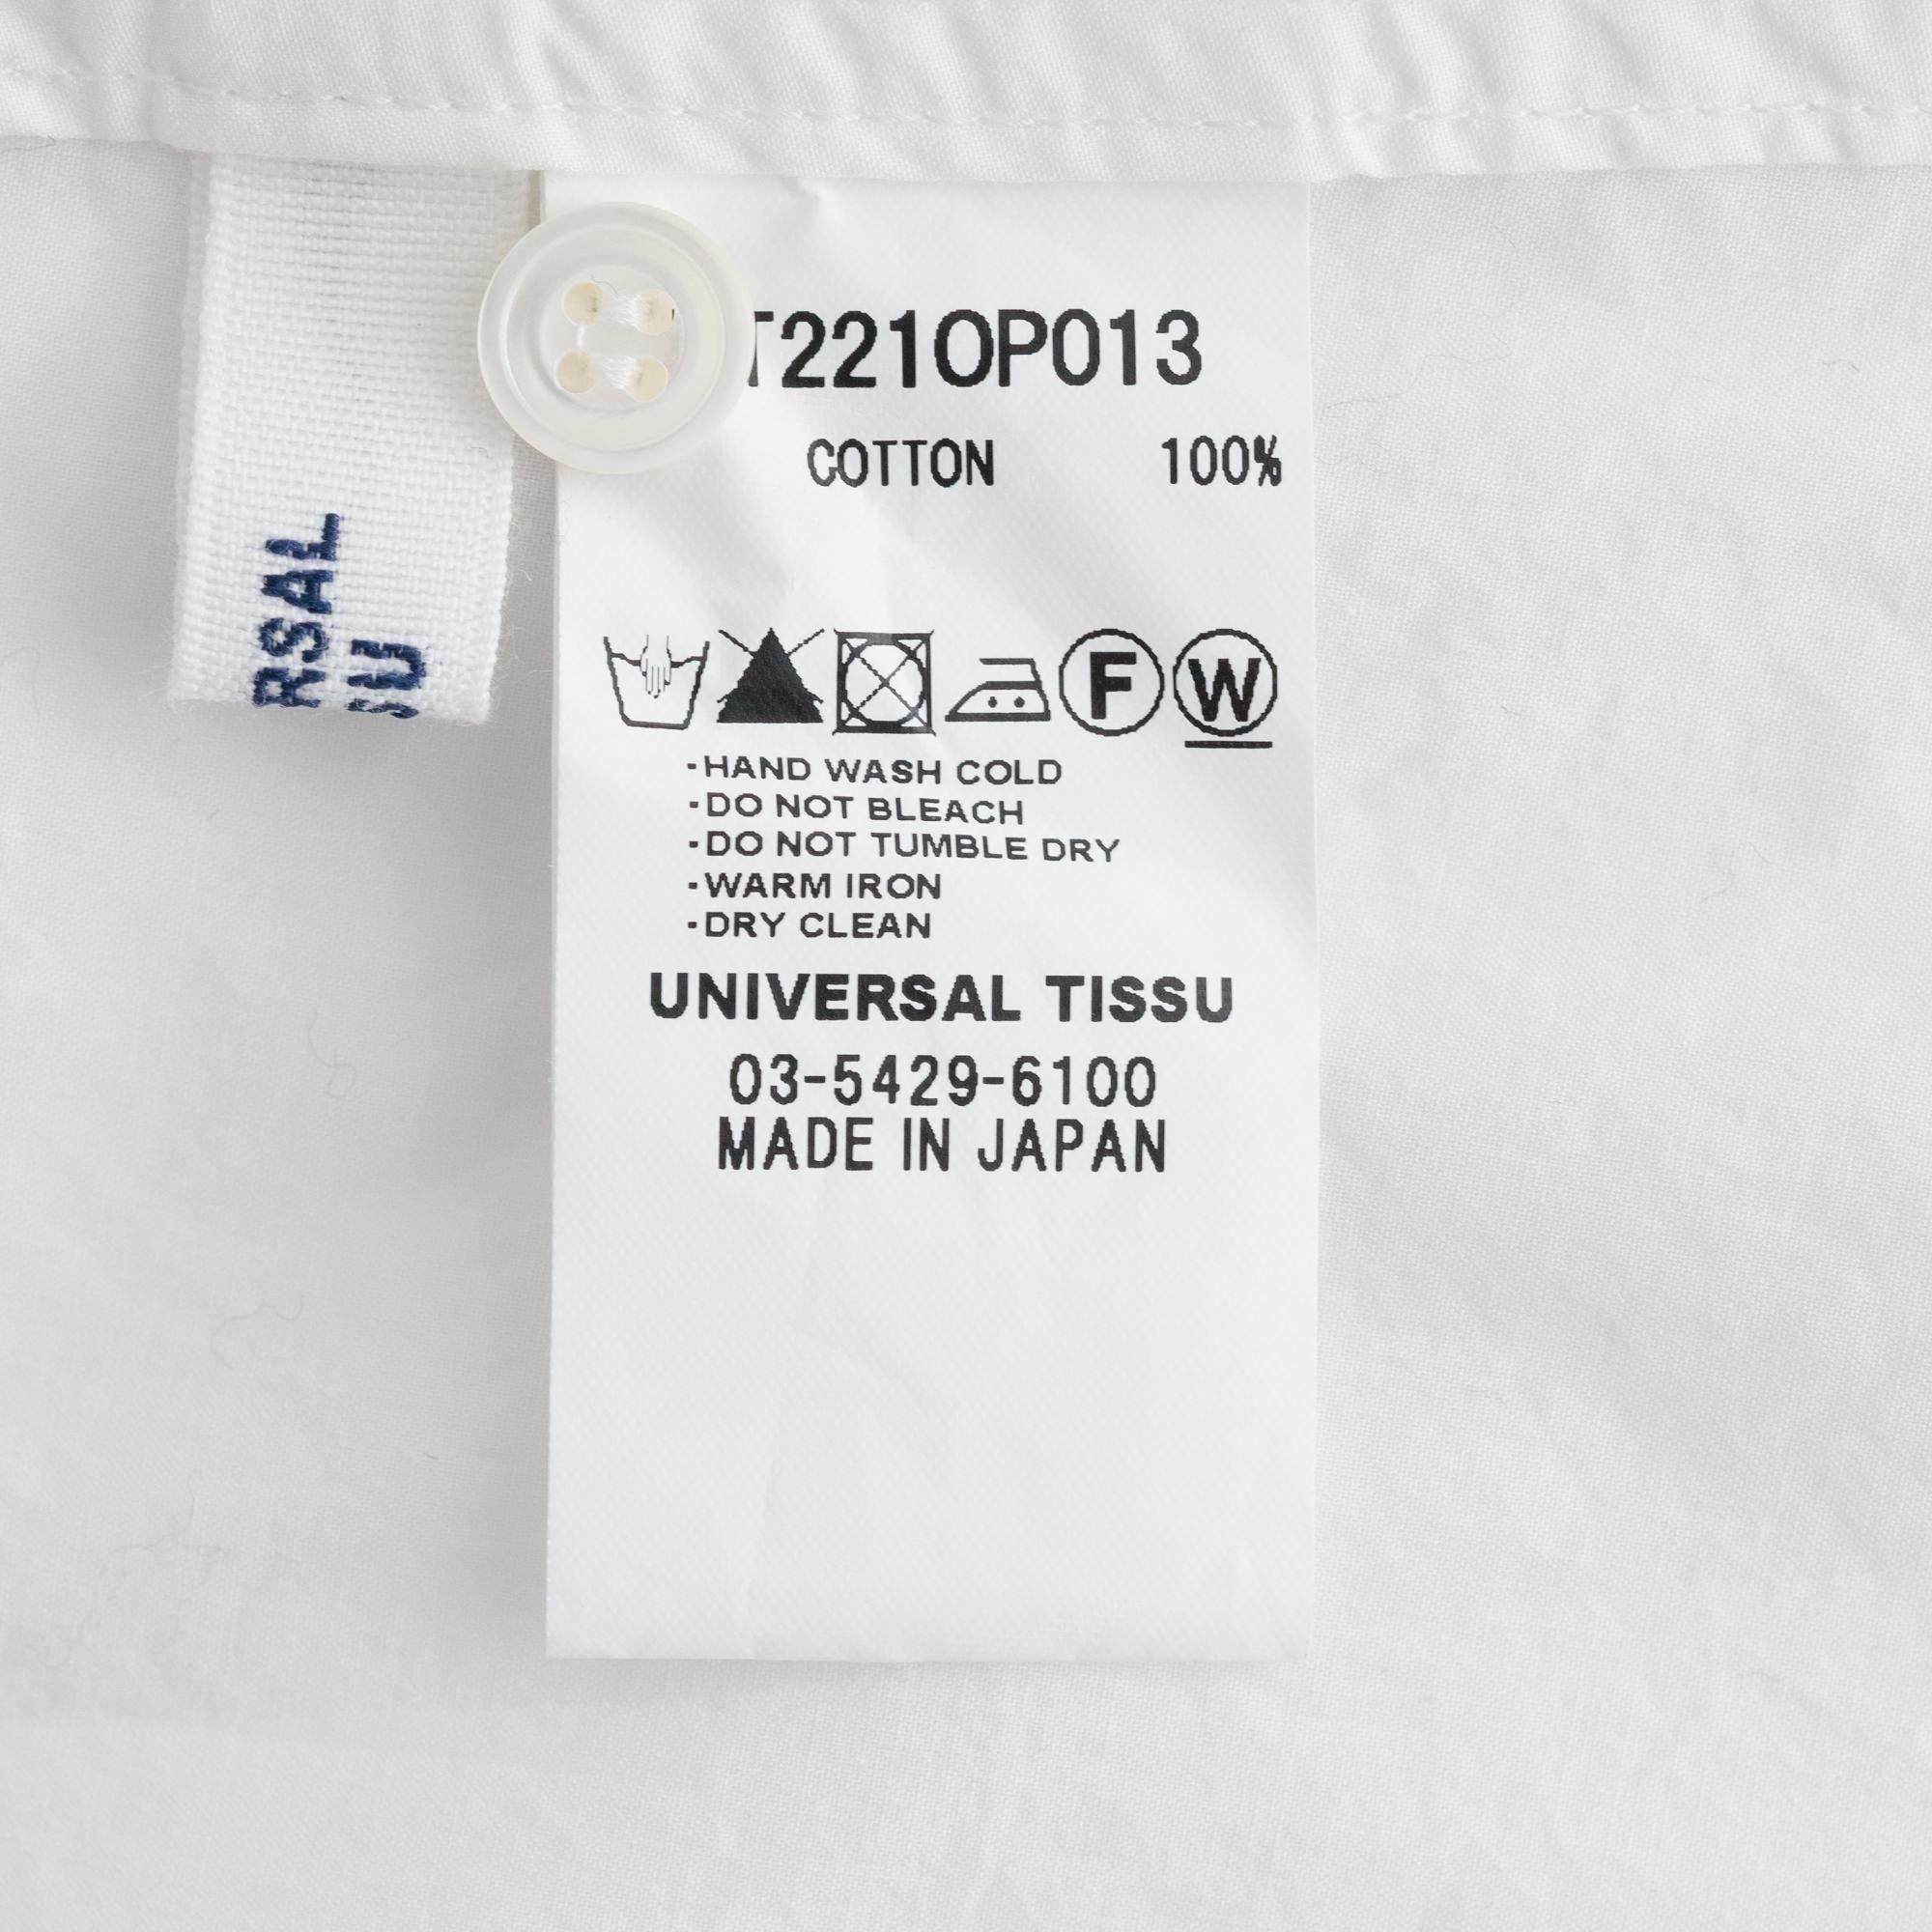 T221OP013
COTTON 100%
F W
·HAND WASH COLD
·DO NOT BLEACH
·DO NOT TUMBLE DRY
·WARM IRON
·DRY CLEAN
UNIVERSAL TISSU
03-5429-6100
MADE IN JAPAN
RSAL
SU